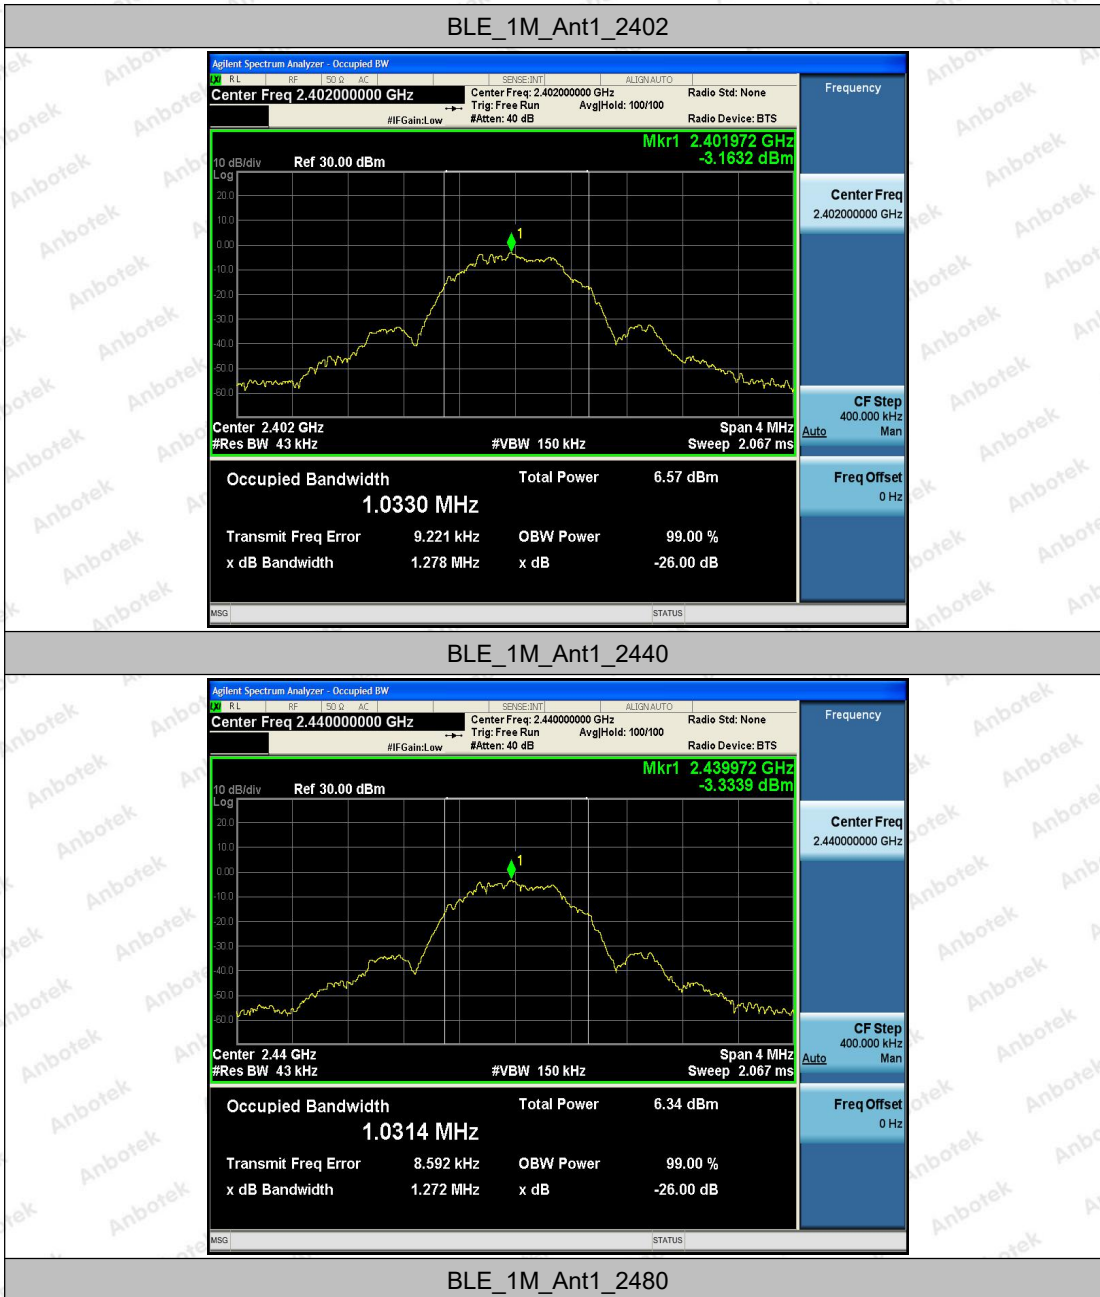 BLE_1M_Ant1_2402
Agilent Spectrum Analyzer - Occupied BW
LXI RL RF 50 Ω AC SENSE:INT ALIGNAUTO
Center Freq 2.402000000 GHz
Center Freq: 2.402000000 GHz Radio Std: None
Trig: Free Run Avg|Hold: 100/100
#IFGain:Low #Atten: 40 dB Radio Device: BTS
Mkr1 2.401972 GHz
-3.1632 dBm
10 dB/div Ref 30.00 dBm
Log
20.0
10.0
0.00
-10.0
-20.0
-30.0
-40.0
-50.0
-60.0
1
Center 2.402 GHz Span 4 MHz
#Res BW 43 kHz #VBW 150 kHz Sweep 2.067 ms
Occupied Bandwidth Total Power 6.57 dBm
1.0330 MHz
Transmit Freq Error 9.221 kHz OBW Power 99.00 %
x dB Bandwidth 1.278 MHz x dB -26.00 dB
MSG STATUS
Frequency
Center Freq
2.402000000 GHz
CF Step
400.000 kHz
Auto Man
Freq Offset
0 Hz
BLE_1M_Ant1_2440
Agilent Spectrum Analyzer - Occupied BW
LXI RL RF 50 Ω AC SENSE:INT ALIGNAUTO
Center Freq 2.440000000 GHz
Center Freq: 2.440000000 GHz Radio Std: None
Trig: Free Run Avg|Hold: 100/100
#IFGain:Low #Atten: 40 dB Radio Device: BTS
Mkr1 2.439972 GHz
-3.3339 dBm
10 dB/div Ref 30.00 dBm
Log
20.0
10.0
0.00
-10.0
-20.0
-30.0
-40.0
-50.0
-60.0
1
Center 2.44 GHz Span 4 MHz
#Res BW 43 kHz #VBW 150 kHz Sweep 2.067 ms
Occupied Bandwidth Total Power 6.34 dBm
1.0314 MHz
Transmit Freq Error 8.592 kHz OBW Power 99.00 %
x dB Bandwidth 1.272 MHz x dB -26.00 dB
MSG STATUS
Frequency
Center Freq
2.440000000 GHz
CF Step
400.000 kHz
Auto Man
Freq Offset
0 Hz
BLE_1M_Ant1_2480
Anbotek